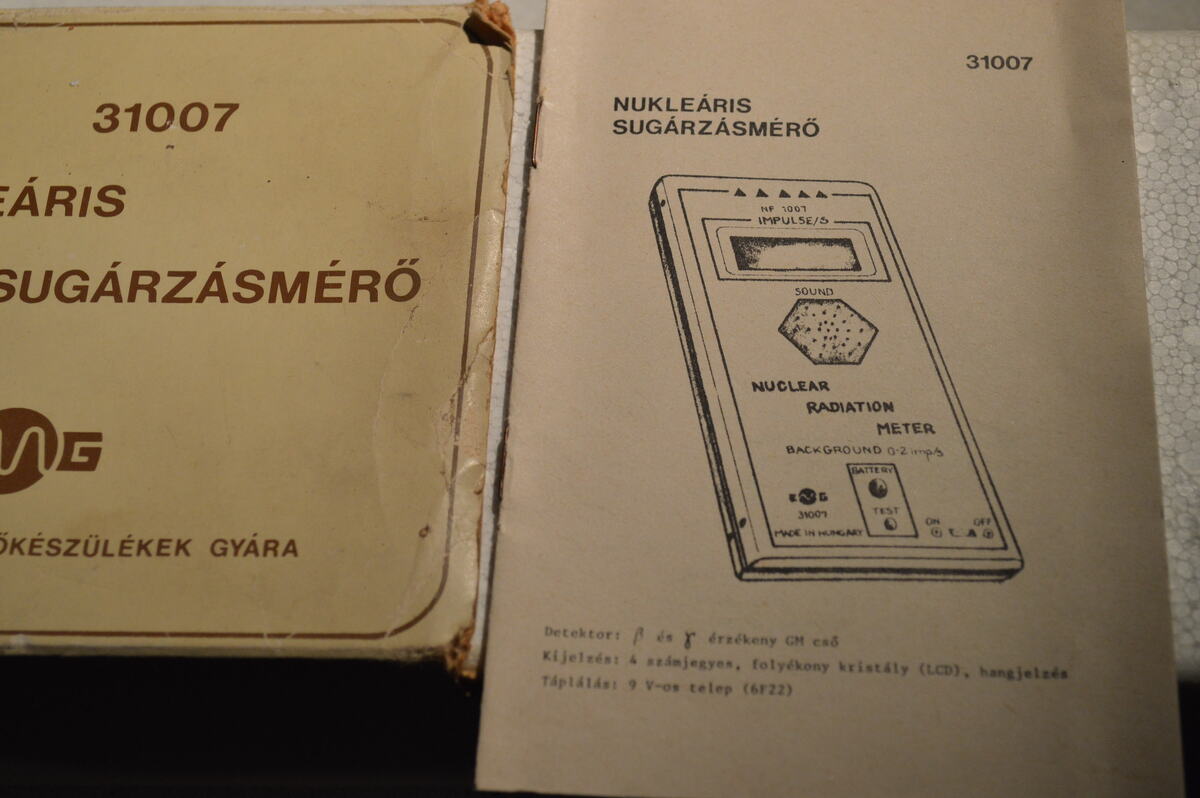 31007
EÁRIS
SUGÁRZÁSMÉRŐ
EMG
ŐKÉSZÜLÉKEK GYÁRA
31007
NUKLEÁRIS
SUGÁRZÁSMÉRŐ
NF 1007
IMPULSE/S
SOUND
NUCLEAR
RADIATION
METER
BACKGROUND 0-2 imp/s
BATTERY
TEST
EMG
31007
MADE IN HUNGARY
ON OFF
Detektor: β és γ érzékeny GM cső
Kijelzés: 4 számjegyes, folyékony kristály (LCD), hangjelzés
Táplálás: 9 V-os telep (6F22)